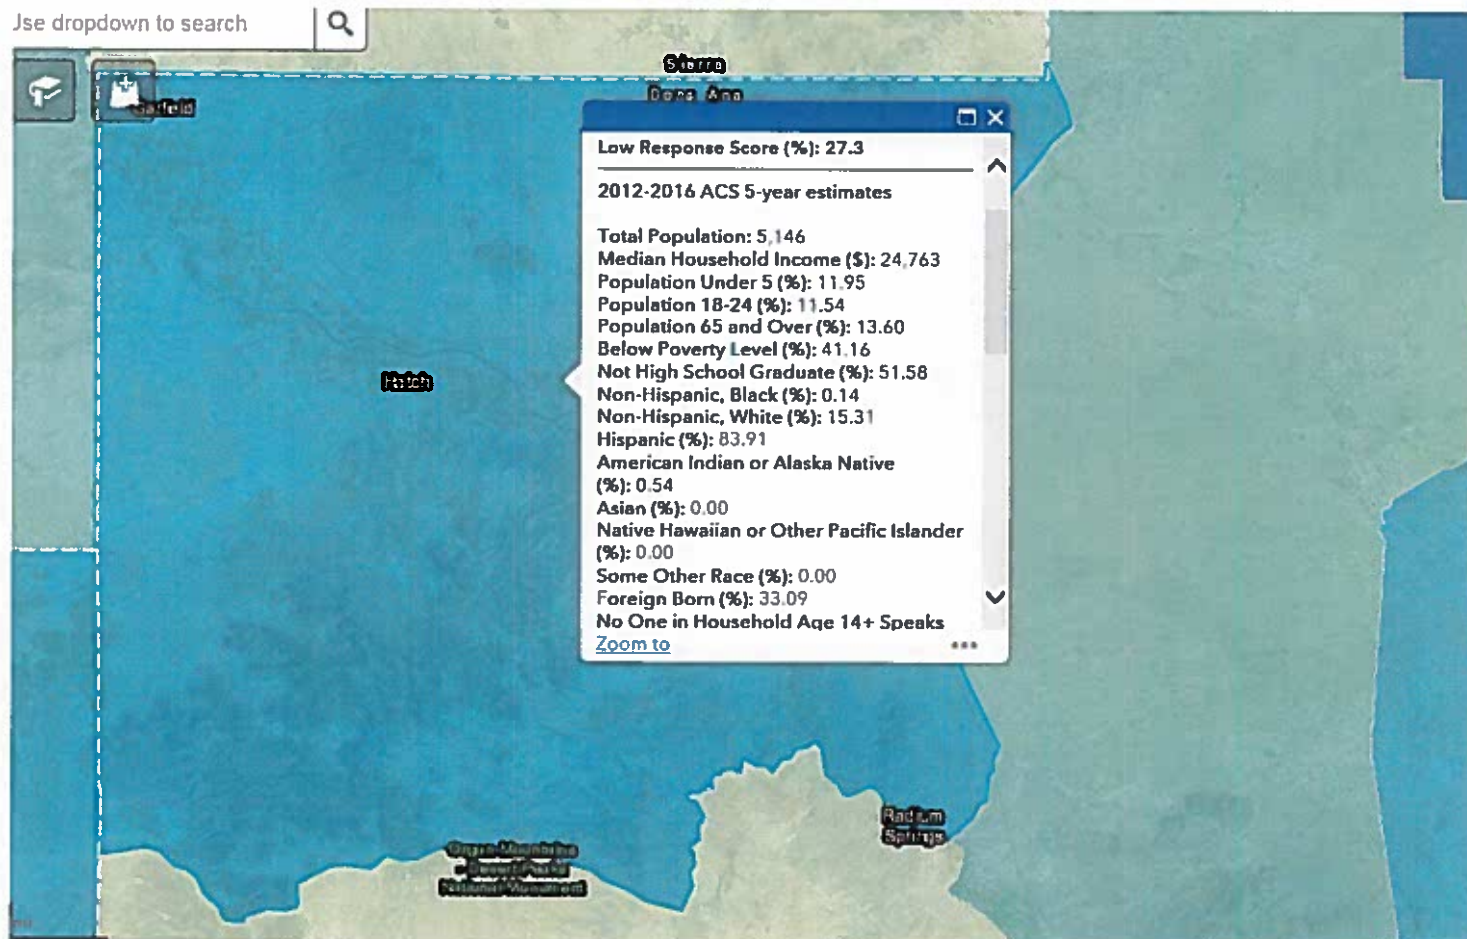 Use dropdown to search
Sierra
Dona Ana
Garfield
Low Response Score (%): 27.3
2012-2016 ACS 5-year estimates
Total Population: 5,146
Median Household Income ($): 24,763
Population Under 5 (%): 11.95
Population 18-24 (%): 11.54
Population 65 and Over (%): 13.60
Below Poverty Level (%): 41.16
Not High School Graduate (%): 51.58
Non-Hispanic, Black (%): 0.14
Non-Hispanic, White (%): 15.31
Hispanic (%): 83.91
American Indian or Alaska Native
(%): 0.54
Asian (%): 0.00
Native Hawaiian or Other Pacific Islander
(%): 0.00
Some Other Race (%): 0.00
Foreign Born (%): 33.09
No One in Household Age 14+ Speaks
Zoom to
Hatch
Radium
Springs
Organ Mountains
- Desert Peaks
National Monument